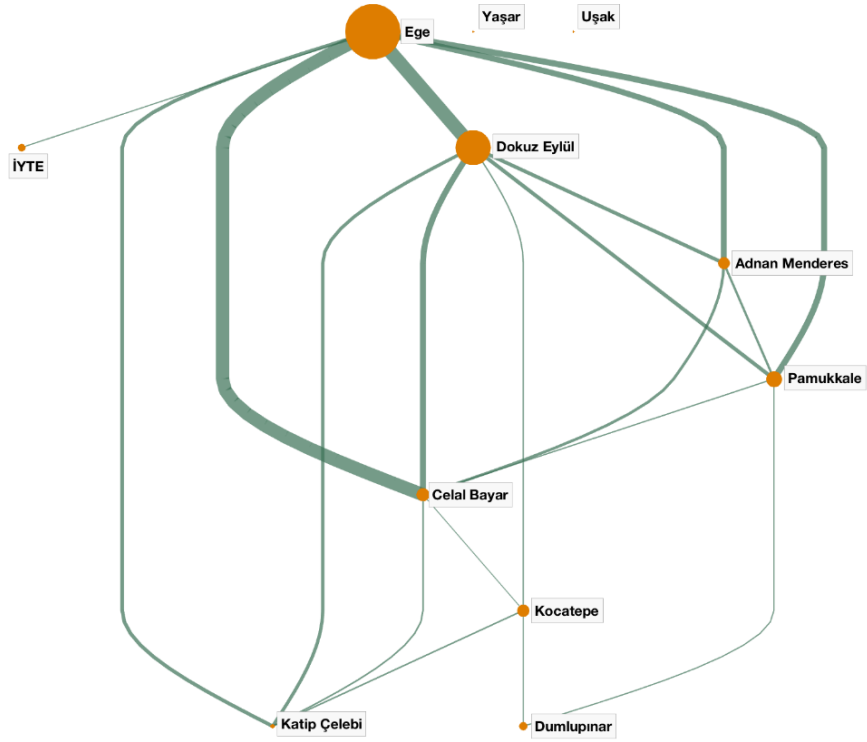 Ege
Yaşar
Uşak
Dokuz Eylül
İYTE
Adnan Menderes
Pamukkale
Celal Bayar
Kocatepe
Katip Çelebi
Dumlupınar